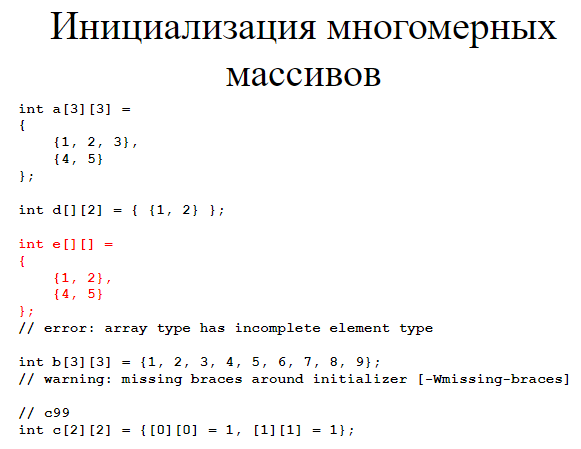 Инициализация многомерных
массивов
int a[3][3] =
{
    {1, 2, 3},
    {4, 5}
};
int d[][2] = { {1, 2} };
int e[][] =
{
    {1, 2},
    {4, 5}
};
// error: array type has incomplete element type
int b[3][3] = {1, 2, 3, 4, 5, 6, 7, 8, 9};
// warning: missing braces around initializer [-Wmissing-braces]
// c99
int c[2][2] = {[0][0] = 1, [1][1] = 1};